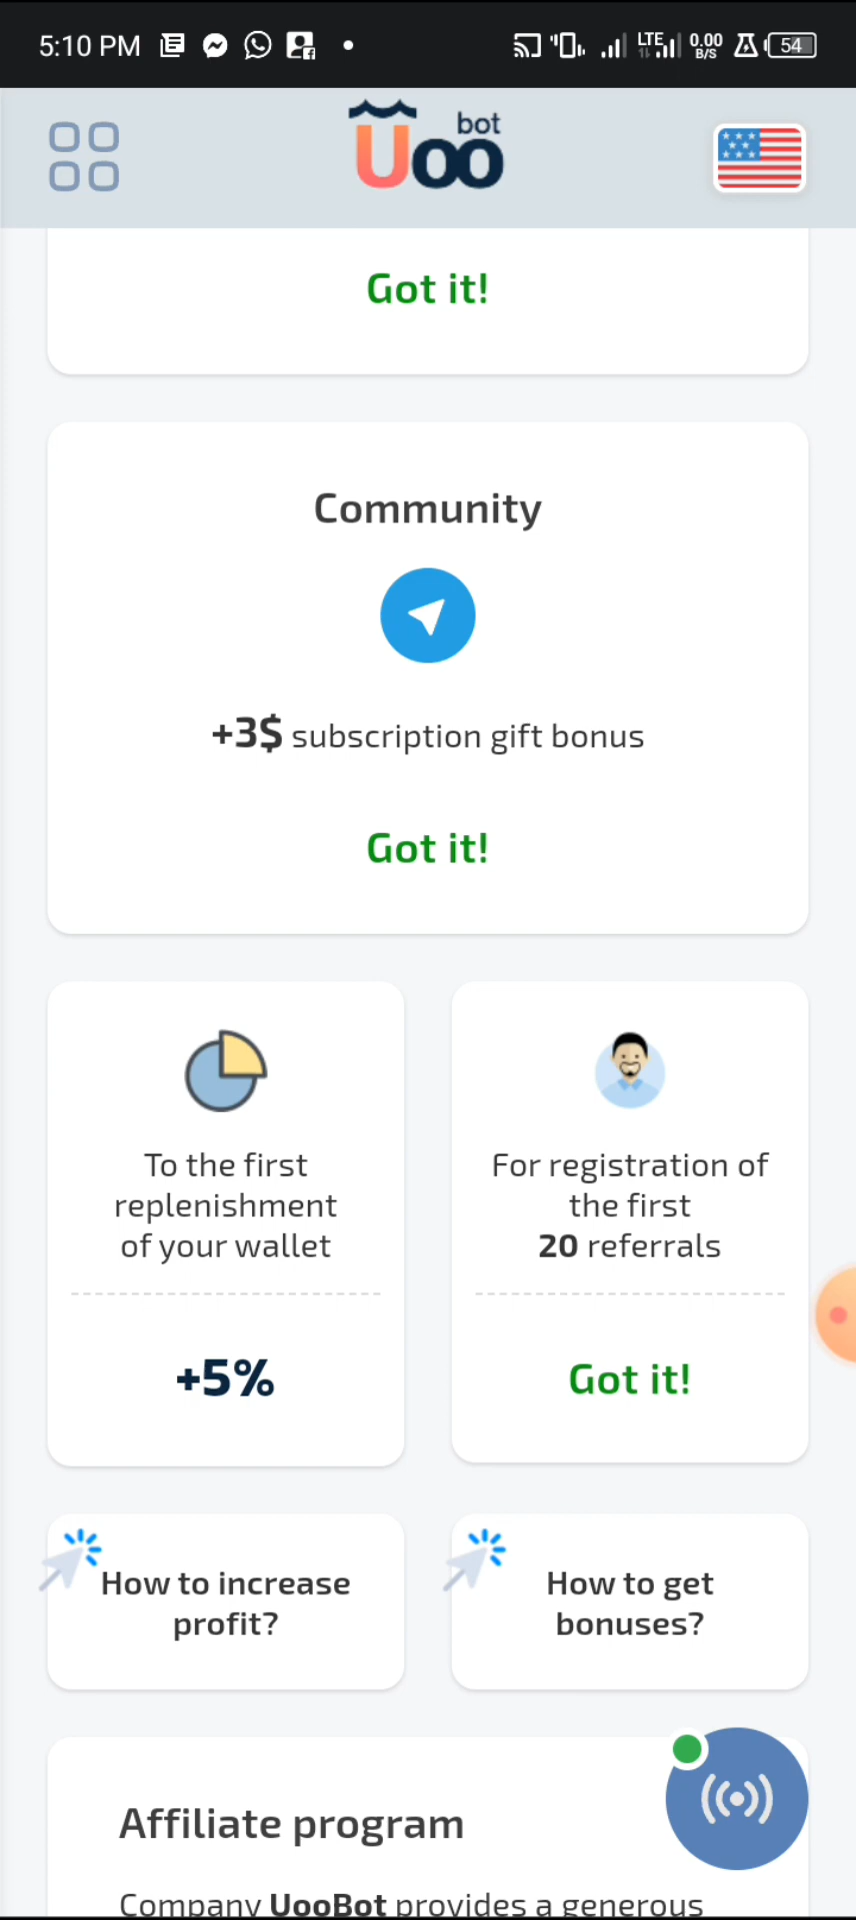 5:10 PM LTE 0.00 B/S 54
Uoo bot
Got it!
Community
+3$ subscription gift bonus
Got it!
To the first
replenishment
of your wallet
+5%
For registration of
the first
20 referrals
Got it!
How to increase
profit?
How to get
bonuses?
Affiliate program
Company UooBot provides a generous